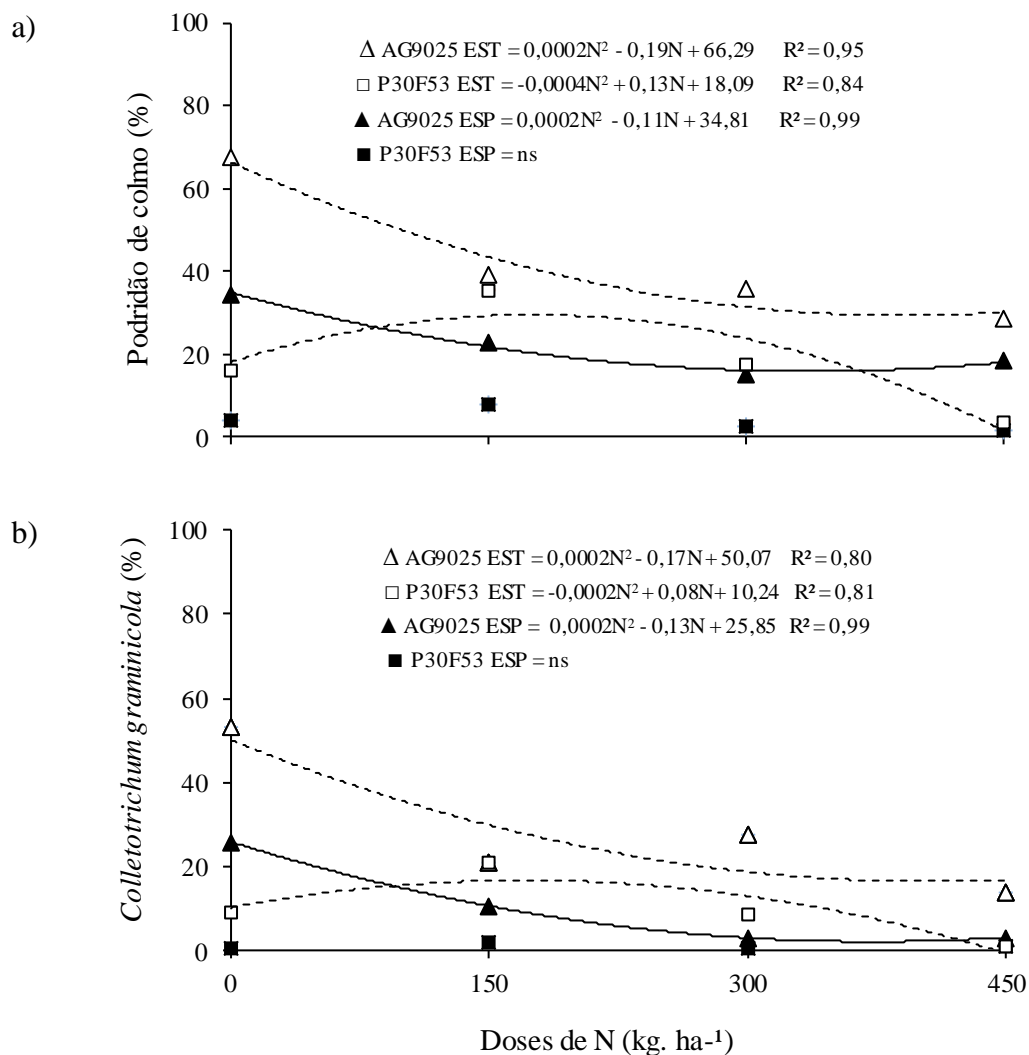 a)
Podridão de colmo (%)
100
80
60
40
20
0
△ AG9025 EST = 0,0002N² - 0,19N + 66,29 R² = 0,95
□ P30F53 EST = -0,0004N² + 0,13N + 18,09 R² = 0,84
▲ AG9025 ESP = 0,0002N² - 0,11N + 34,81 R² = 0,99
■ P30F53 ESP = ns
b)
Colletotrichum graminicola (%)
100
80
60
40
20
0
△ AG9025 EST = 0,0002N² - 0,17N + 50,07 R² = 0,80
□ P30F53 EST = -0,0002N² + 0,08N + 10,24 R² = 0,81
▲ AG9025 ESP = 0,0002N² - 0,13N + 25,85 R² = 0,99
■ P30F53 ESP = ns
0 150 300 450
Doses de N (kg. ha-¹)